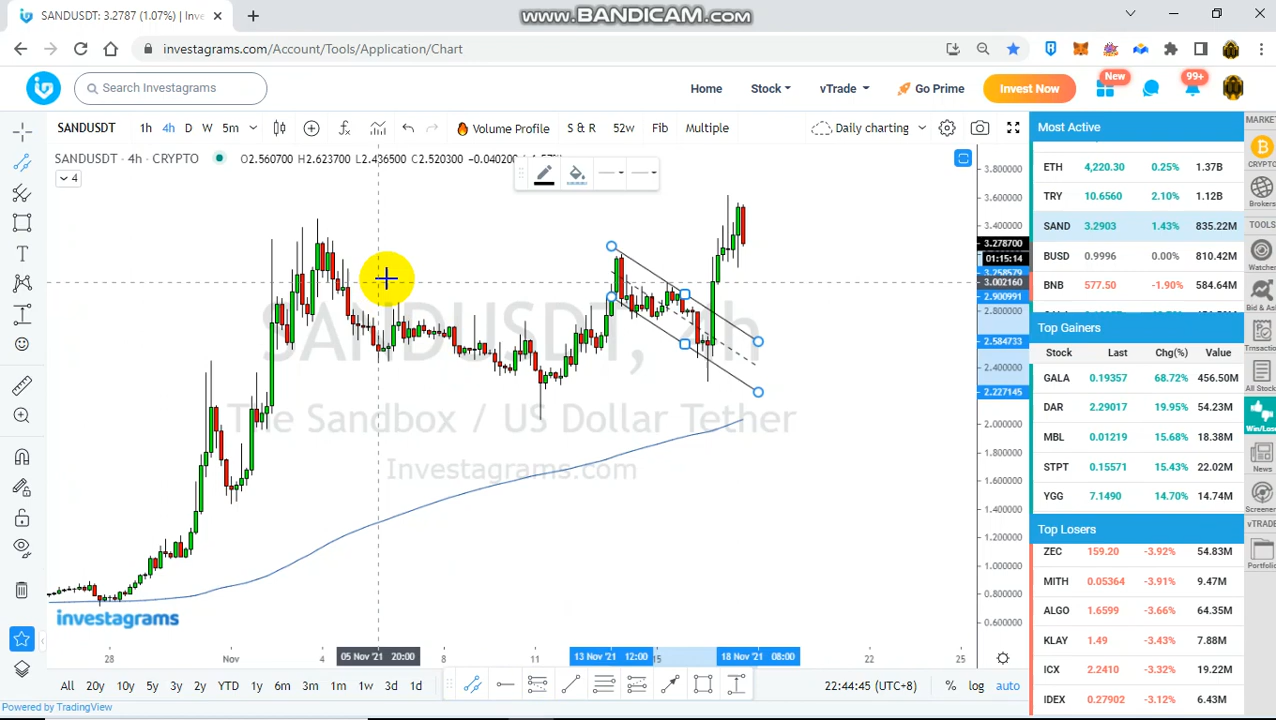 SANDUSDT: 3.2787 (1.07%) | Inve
WWW.BANDICAM.COM
investagrams.com/Account/Tools/Application/Chart
Search Investagrams
Home
Stock
vTrade
Go Prime
Invest Now
New
99+
SANDUSDT
1h
4h
D
W
5m
Volume Profile
S & R
52w
Fib
Multiple
Daily charting
SANDUSDT · 4h · CRYPTO
O2.560700 H2.623700 L2.436500 C2.520300 -0.040200
4
SANDUSDT, 4h
The Sandbox / US Dollar Tether
Investagrams.com
investagrams
3.800000
3.600000
3.400000
3.278700
01:15:14
3.258579
3.002160
2.900991
2.584733
2.400000
2.227145
2.000000
1.800000
1.600000
1.400000
1.200000
1.000000
0.800000
0.600000
28
Nov
4
05 Nov '21 20:00
8
11
13 Nov '21 12:00
15
18 Nov '21 08:00
22
25
All
20y
10y
5y
3y
2y
YTD
1y
6m
3m
1m
1w
3d
1d
22:44:45 (UTC+8)
%
log
auto
Powered by TradingView
Most Active
ETH 4,220.30 0.25% 1.37B
TRY 10.6560 2.10% 1.12B
SAND 3.2903 1.43% 835.22M
BUSD 0.9996 0.00% 810.42M
BNB 577.50 -1.90% 584.64M
Top Gainers
Stock Last Chg(%) Value
GALA 0.19357 68.72% 456.50M
DAR 2.29017 19.95% 54.23M
MBL 0.01219 15.68% 18.38M
STPT 0.15571 15.43% 22.02M
YGG 7.1490 14.70% 14.74M
Top Losers
ZEC 159.20 -3.92% 54.83M
MITH 0.05364 -3.91% 9.47M
ALGO 1.6599 -3.66% 64.35M
KLAY 1.49 -3.43% 7.88M
ICX 2.2410 -3.32% 19.22M
IDEX 0.27902 -3.12% 6.43M
MARKE
CRYPTO
Brokers
TOOLS
Watche
Bid & As
Trnsactio
All Stock
Win/Lose
News
Screene
vTRADE
Portfolio